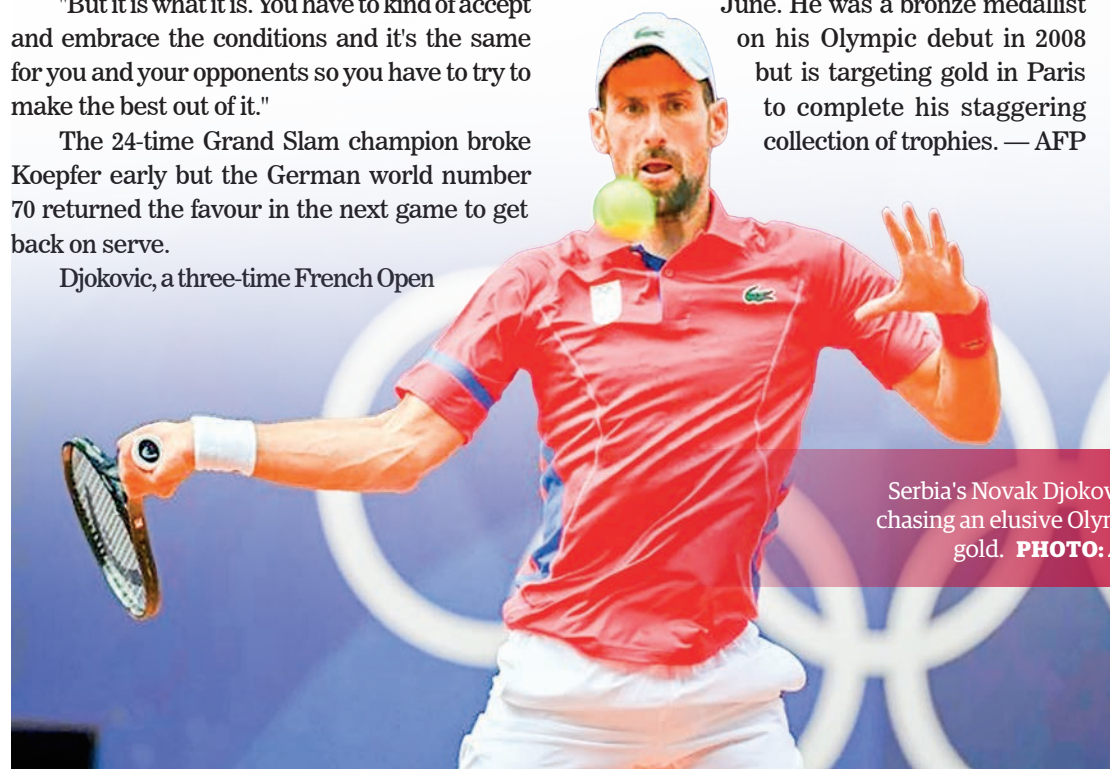 "But it is what it is. You have to kind of accept
and embrace the conditions and it's the same
for you and your opponents so you have to try to
make the best out of it."
The 24-time Grand Slam champion broke
Koepfer early but the German world number
70 returned the favour in the next game to get
back on serve.
Djokovic, a three-time French Open
June. He was a bronze medallist
on his Olympic debut in 2008
but is targeting gold in Paris
to complete his staggering
collection of trophies. — AFP
Serbia's Novak Djokov
chasing an elusive Olym
gold. PHOTO: